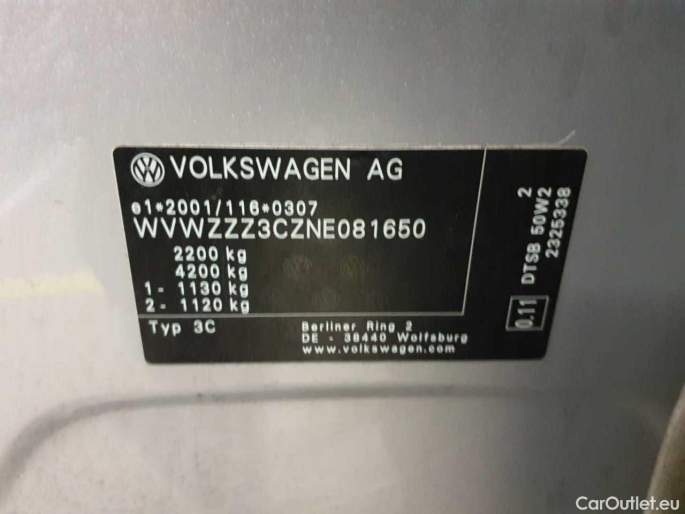 VOLKSWAGEN AG
e1*2001/116*0307
WVWZZZ3CZNE081650
2200 kg
4200 kg
1- 1130 kg
2- 1120 kg
Typ 3C
Berliner Ring 2
DE - 38440 Wolfsburg
www.volkswagen.com
0.11
DTSB 50W2 2
2325338
CarOutlet.eu